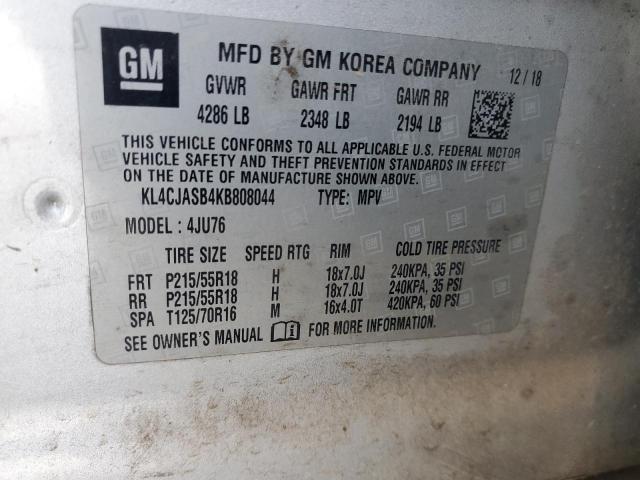 GM
MFD BY GM KOREA COMPANY 12/18
GVWR GAWR FRT GAWR RR
4286 LB 2348 LB 2194 LB
THIS VEHICLE CONFORMS TO ALL APPLICABLE U.S. FEDERAL MOTOR
VEHICLE SAFETY AND THEFT PREVENTION STANDARDS IN EFFECT
ON THE DATE OF MANUFACTURE SHOWN ABOVE.
KL4CJASB4KB808044 TYPE: MPV
MODEL : 4JU76
TIRE SIZE SPEED RTG RIM COLD TIRE PRESSURE
FRT P215/55R18 H 18x7.0J 240KPA, 35 PSI
RR P215/55R18 H 18x7.0J 240KPA, 35 PSI
SPA T125/70R16 M 16x4.0T 420KPA, 60 PSI
SEE OWNER'S MANUAL FOR MORE INFORMATION.